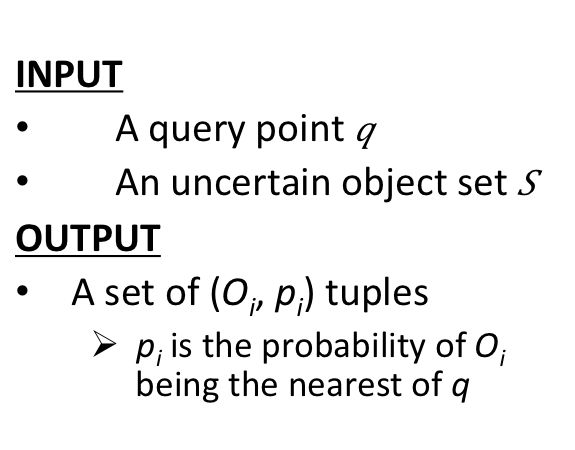 INPUT
• A query point q
• An uncertain object set S
OUTPUT
• A set of (Oᵢ, pᵢ) tuples
➢ pᵢ is the probability of Oᵢ
being the nearest of q